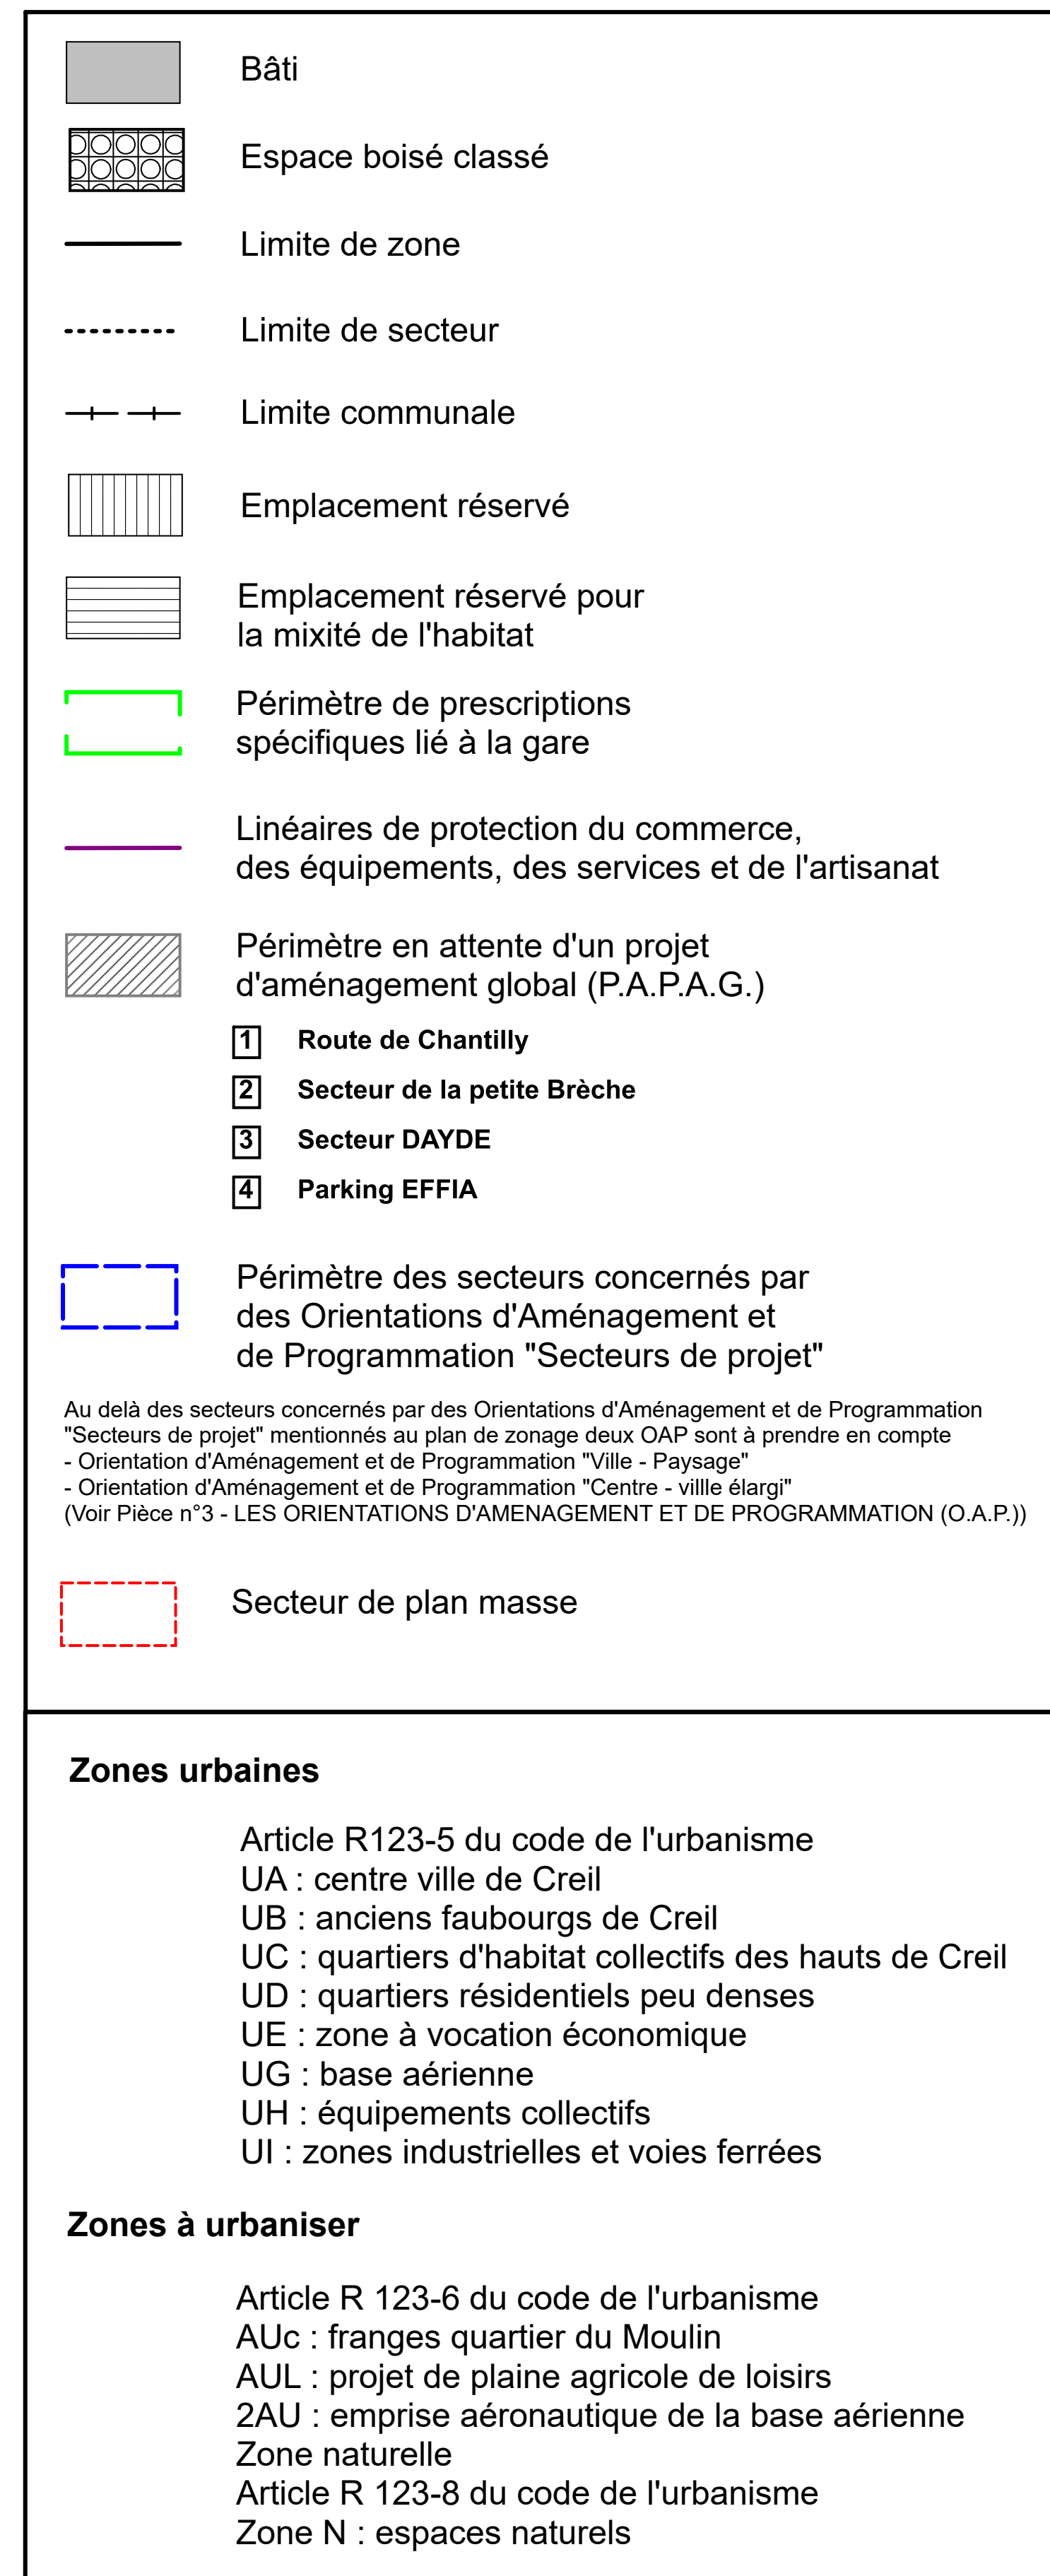 Bâti
Espace boisé classé
Limite de zone
Limite de secteur
Limite communale
Emplacement réservé
Emplacement réservé pour
la mixité de l'habitat
Périmètre de prescriptions
spécifiques lié à la gare
Linéaires de protection du commerce,
des équipements, des services et de l'artisanat
Périmètre en attente d'un projet
d'aménagement global (P.A.P.A.G.)
1 Route de Chantilly
2 Secteur de la petite Brèche
3 Secteur DAYDE
4 Parking EFFIA
Périmètre des secteurs concernés par
des Orientations d'Aménagement et
de Programmation "Secteurs de projet"
Au delà des secteurs concernés par des Orientations d'Aménagement et de Programmation
"Secteurs de projet" mentionnés au plan de zonage deux OAP sont à prendre en compte
- Orientation d'Aménagement et de Programmation "Ville - Paysage"
- Orientation d'Aménagement et de Programmation "Centre - villle élargi"
(Voir Pièce n°3 - LES ORIENTATIONS D'AMENAGEMENT ET DE PROGRAMMATION (O.A.P.))
Secteur de plan masse
Zones urbaines
Article R123-5 du code de l'urbanisme
UA : centre ville de Creil
UB : anciens faubourgs de Creil
UC : quartiers d'habitat collectifs des hauts de Creil
UD : quartiers résidentiels peu denses
UE : zone à vocation économique
UG : base aérienne
UH : équipements collectifs
UI : zones industrielles et voies ferrées
Zones à urbaniser
Article R 123-6 du code de l'urbanisme
AUc : franges quartier du Moulin
AUL : projet de plaine agricole de loisirs
2AU : emprise aéronautique de la base aérienne
Zone naturelle
Article R 123-8 du code de l'urbanisme
Zone N : espaces naturels